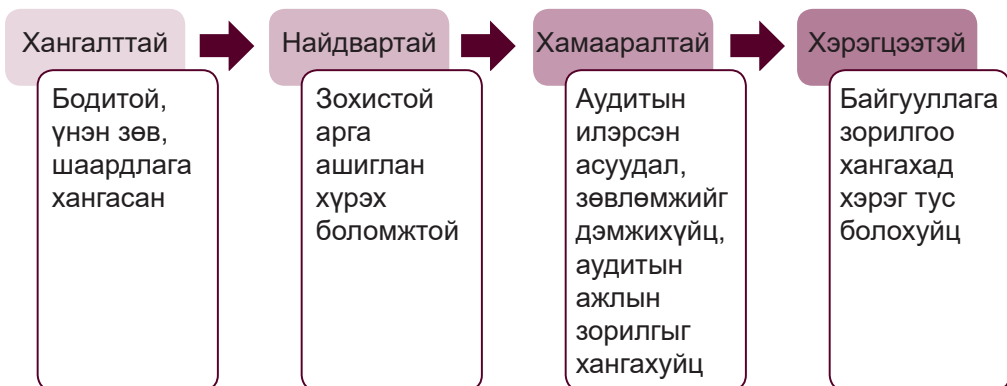 Хангалттай
Бодитой,
үнэн зөв,
шаардлага
хангасан
Найдвартай
Зохистой
арга
ашиглан
хүрэх
боломжтой
Хамааралтай
Аудитын
илэрсэн
асуудал,
зөвлөмжийг
дэмжихүйц,
аудитын
ажлын
зорилгыг
хангахуйц
Хэрэгцээтэй
Байгууллага
зорилгоо
хангахад
хэрэг тус
болохуйц